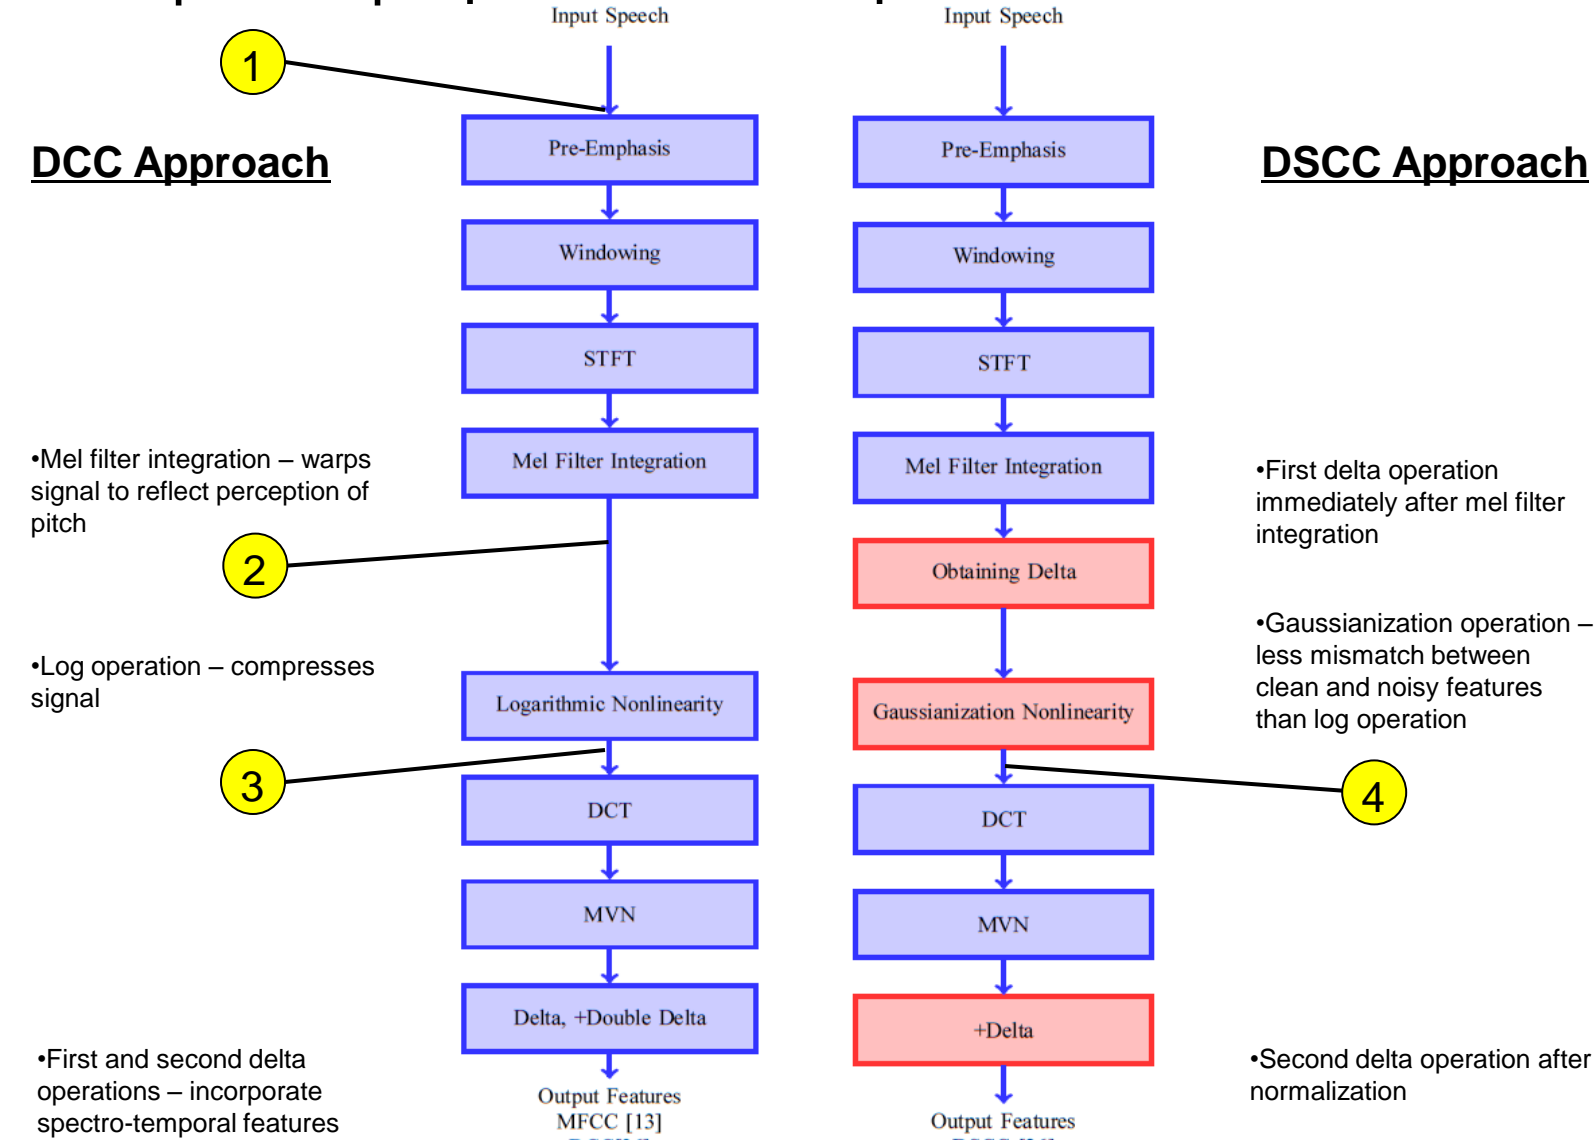 Input Speech
Input Speech
1
DCC Approach
DSCC Approach
Pre-Emphasis
Pre-Emphasis
Windowing
Windowing
STFT
STFT
•Mel filter integration – warps
signal to reflect perception of
pitch
Mel Filter Integration
Mel Filter Integration
•First delta operation
immediately after mel filter
integration
2
Obtaining Delta
•Log operation – compresses
signal
Logarithmic Nonlinearity
Gaussianization Nonlinearity
•Gaussianization operation –
less mismatch between
clean and noisy features
than log operation
3
4
DCT
DCT
MVN
MVN
Delta, +Double Delta
+Delta
•First and second delta
operations – incorporate
spectro-temporal features
•Second delta operation after
normalization
Output Features
MFCC [13]
Output Features